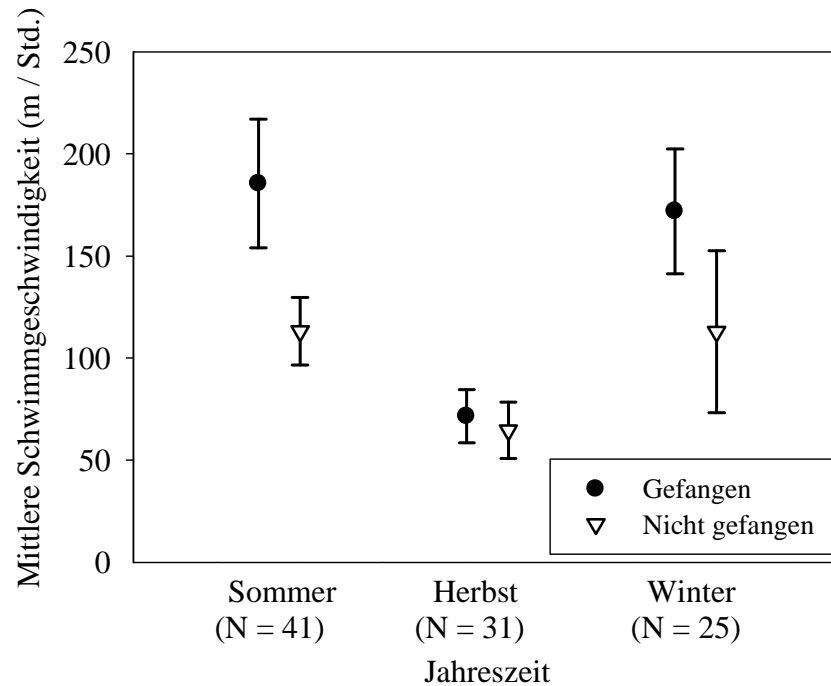 Mittlere Schwimmgeschwindigkeit (m / Std.)
250
200
150
100
50
0
Gefangen
Nicht gefangen
Sommer
(N = 41)
Herbst
(N = 31)
Winter
(N = 25)
Jahreszeit